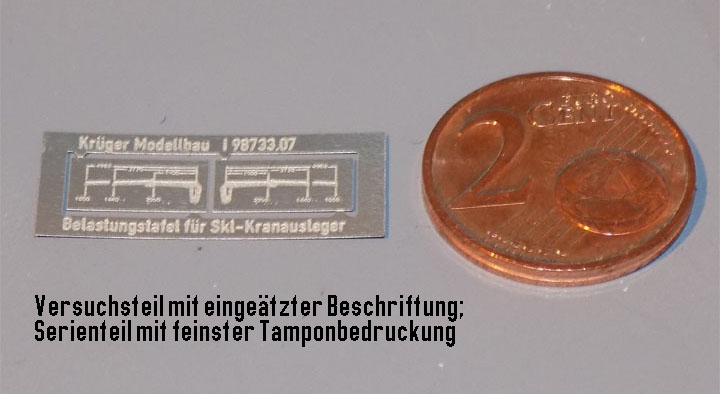 Krüger Modellbau I 98733.07
Belastungstafel für Skl-Kranausleger
2
EURO
CENT
Versuchsteil mit eingeätzter Beschriftung;
Serienteil mit feinster Tamponbedruckung